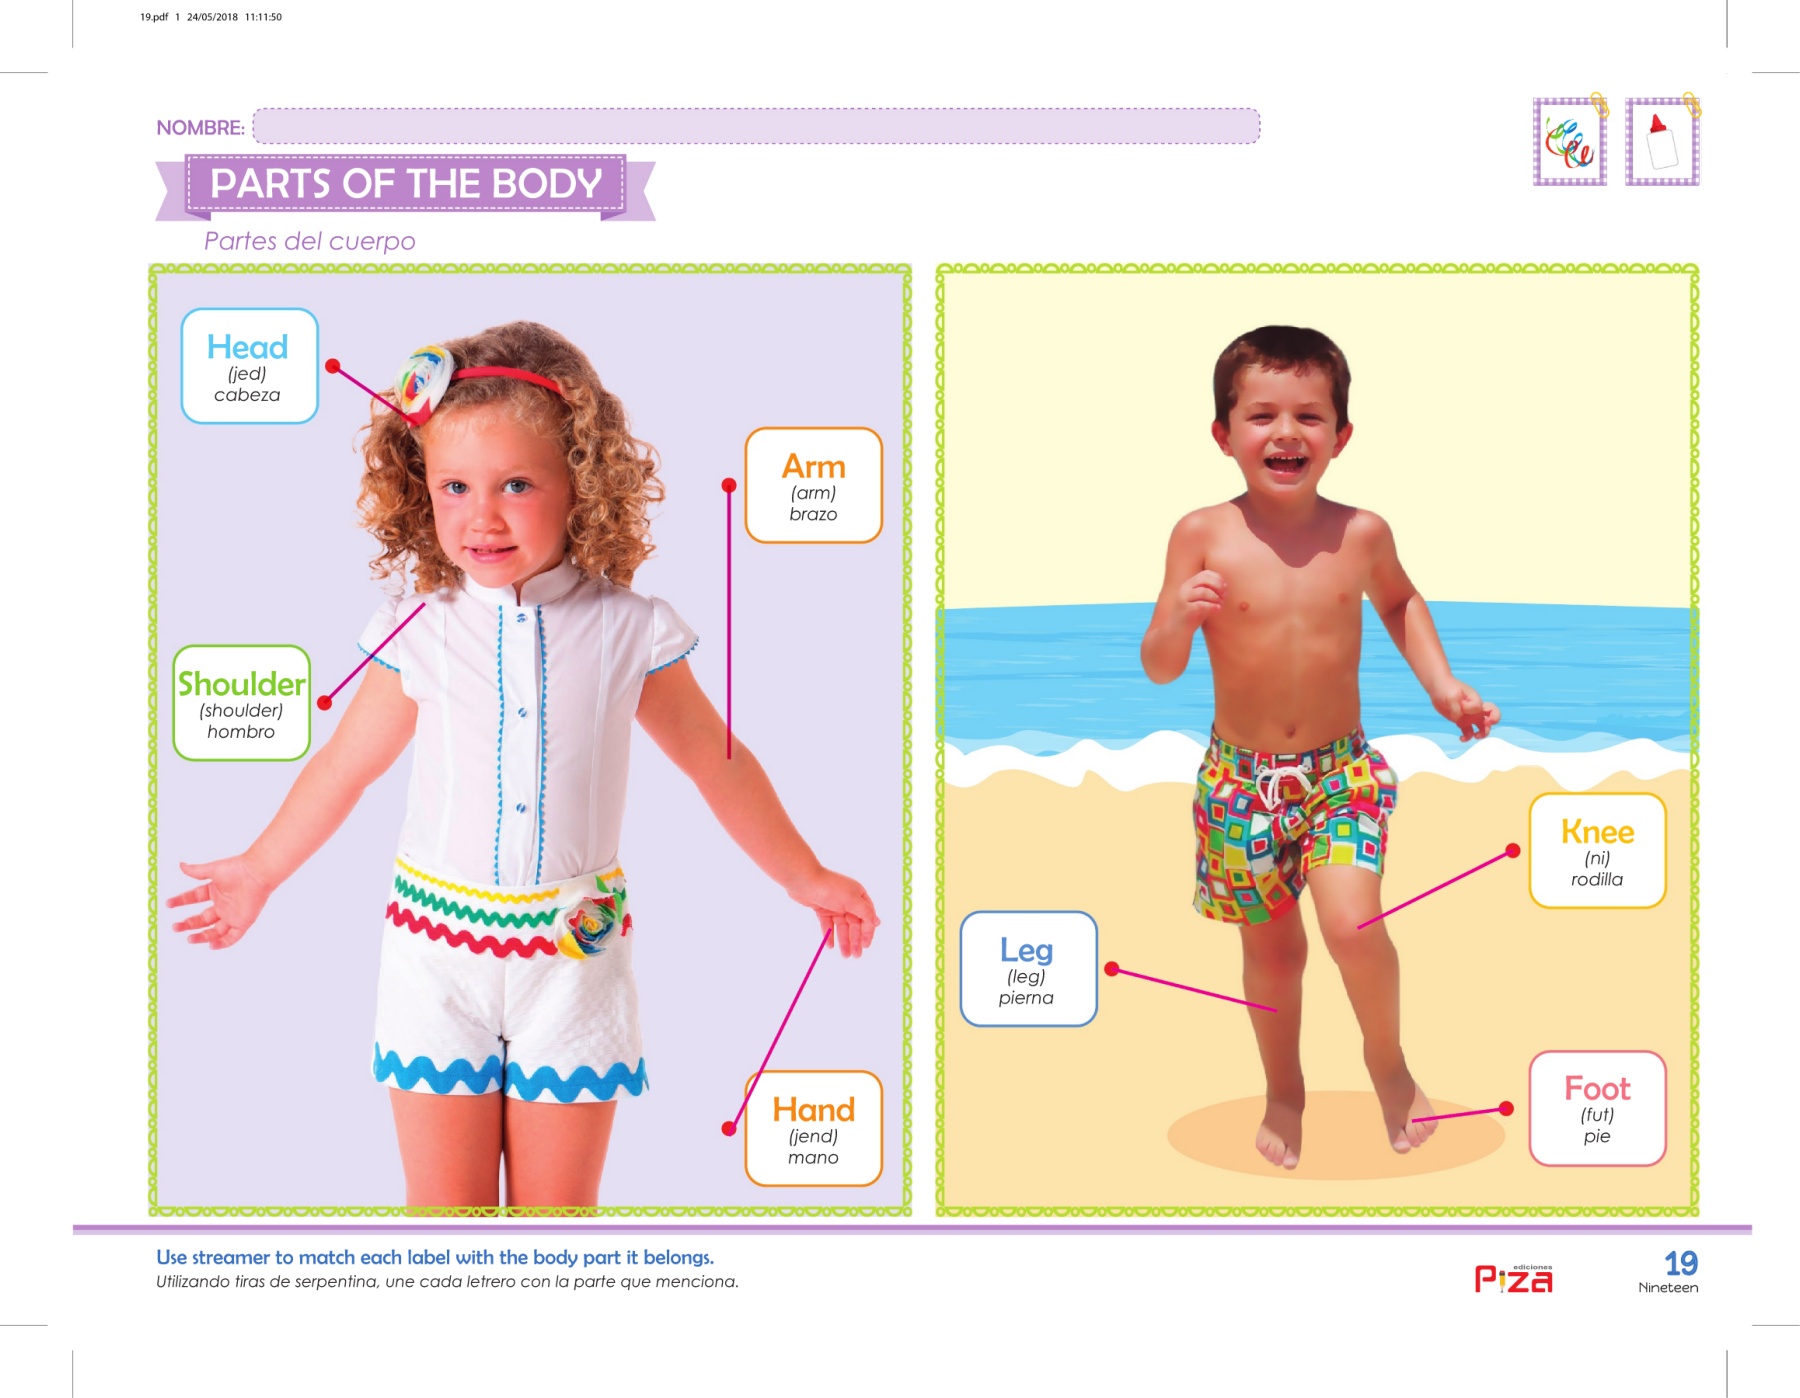 19.pdf 1 24/05/2018 11:11:50
NOMBRE:
PARTS OF THE BODY
Partes del cuerpo
Head
(jed)
cabeza
Arm
(arm)
brazo
Shoulder
(shoulder)
hombro
Hand
(jend)
mano
Knee
(ni)
rodilla
Leg
(leg)
pierna
Foot
(fut)
pie
Use streamer to match each label with the body part it belongs.
Utilizando tiras de serpentina, une cada letrero con la parte que menciona.
ediciones
Piza
19
Nineteen